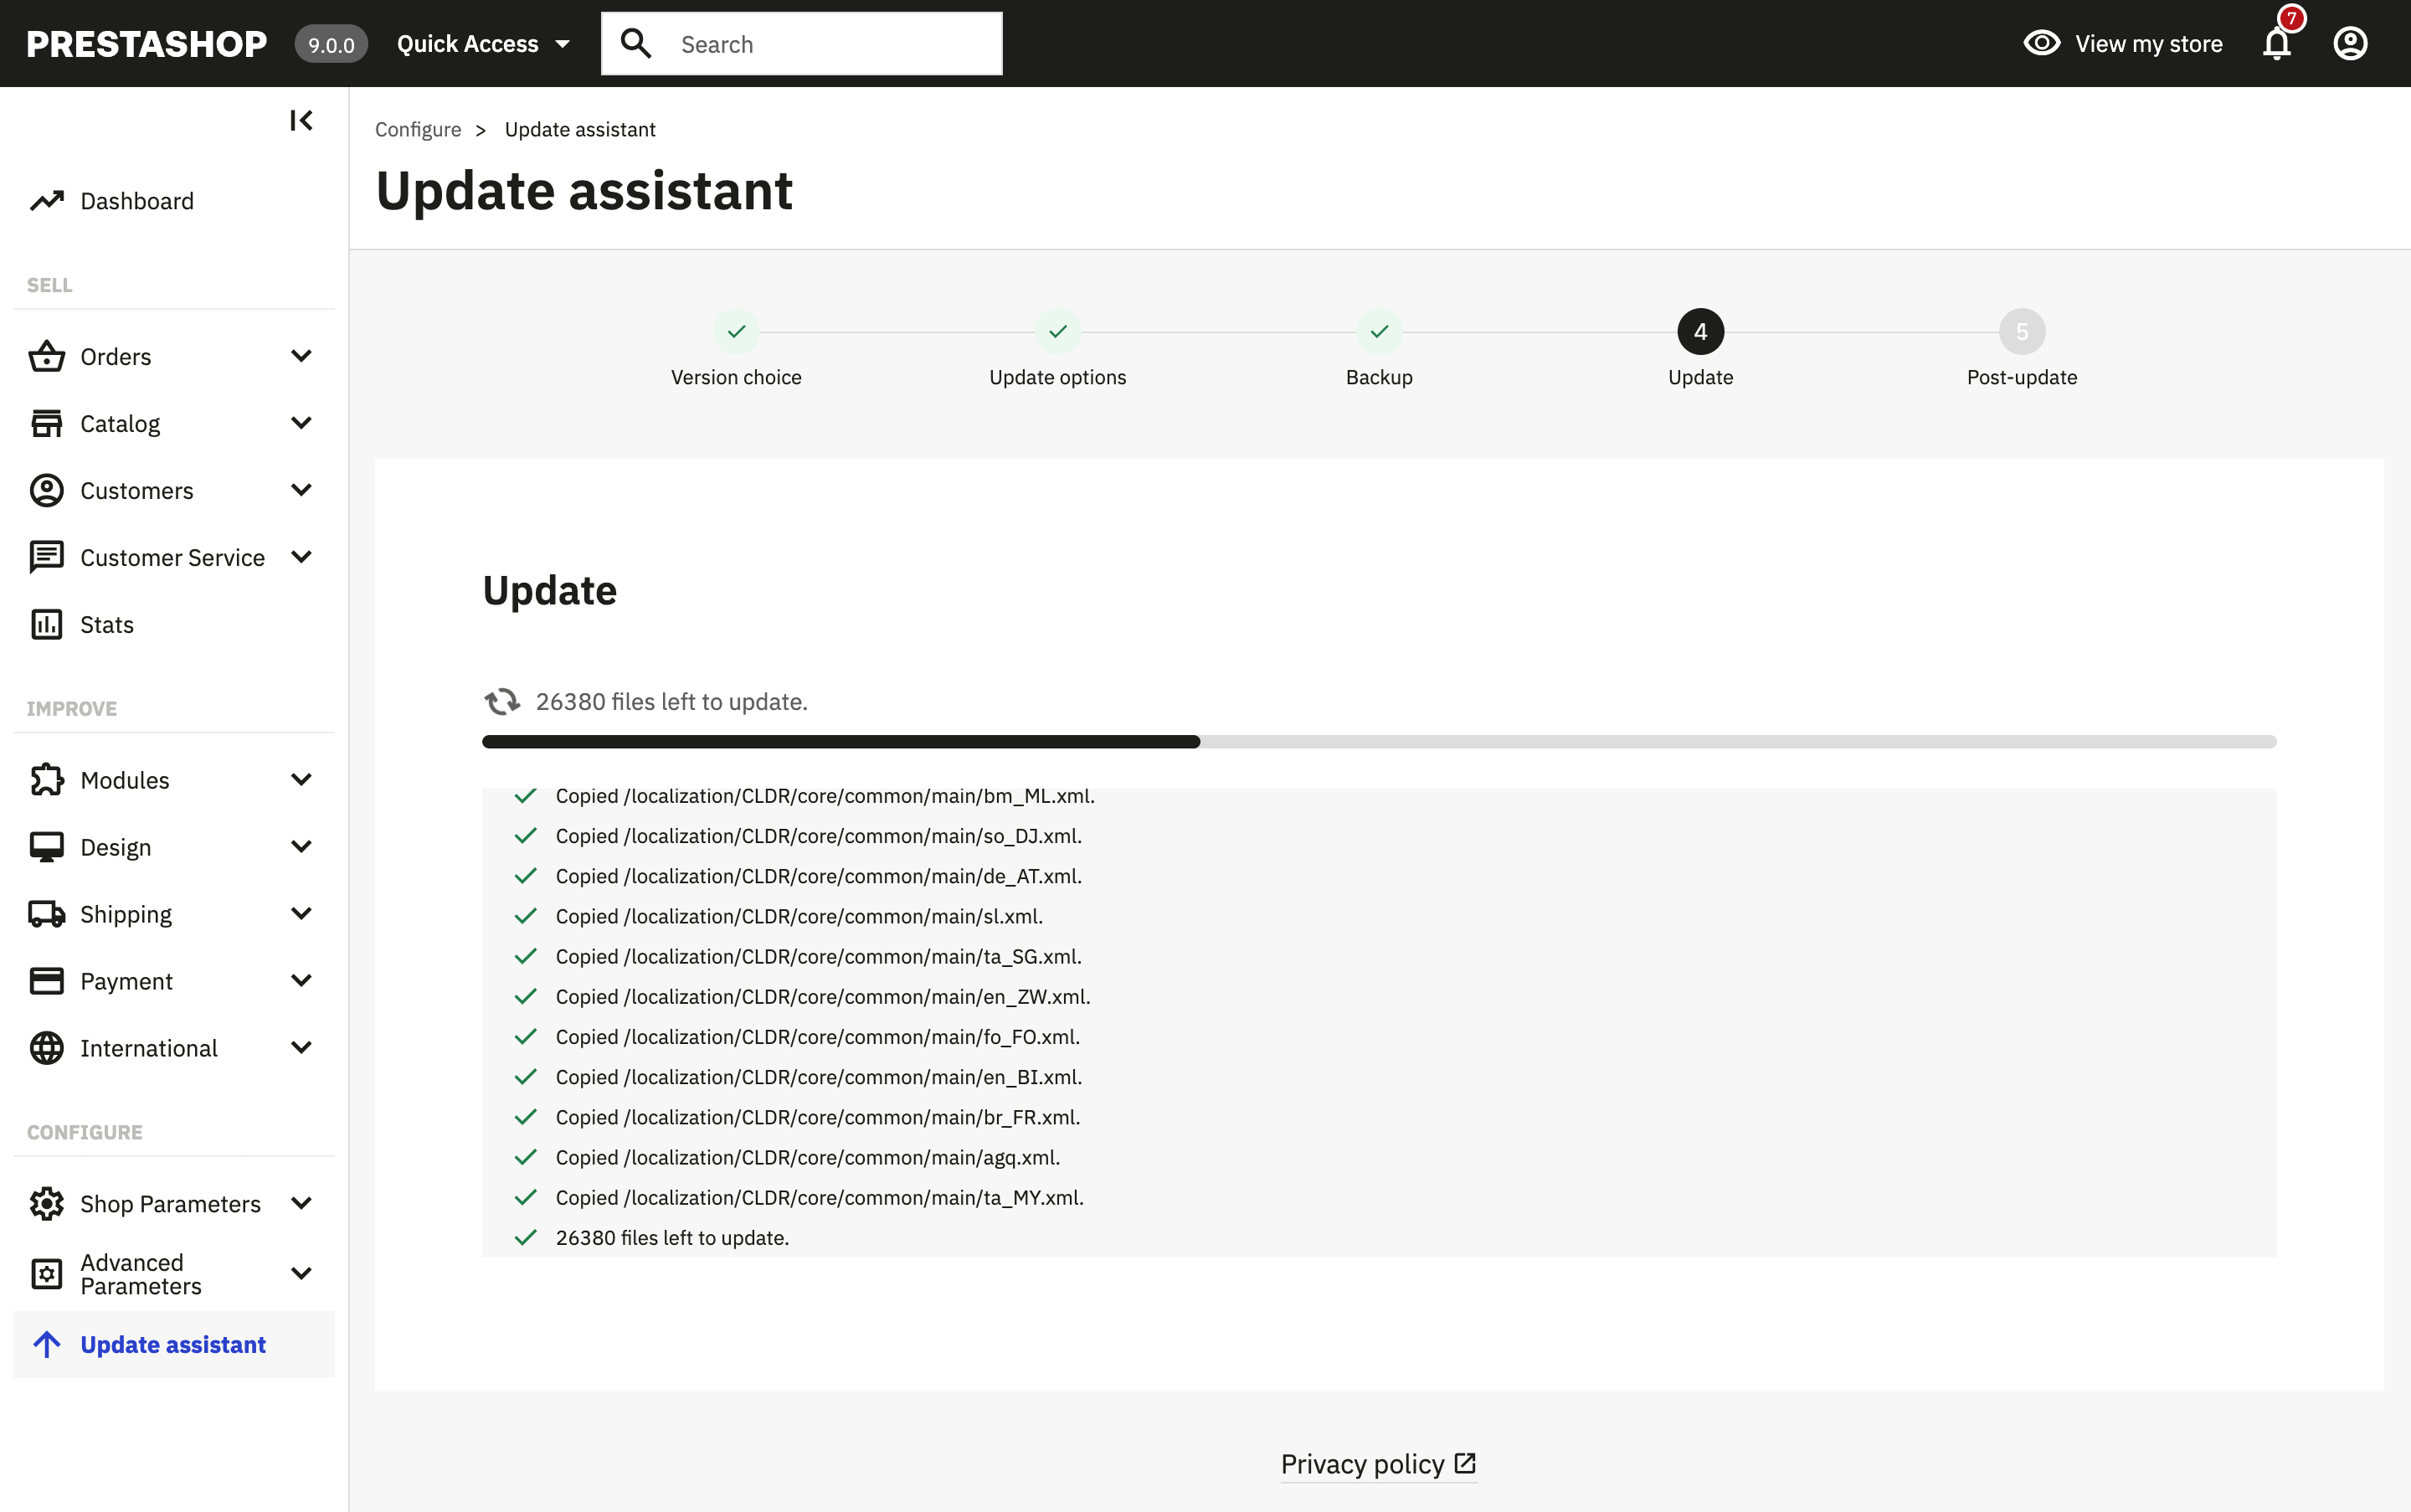 PRESTASHOP 9.0.0 Quick Access Search View my store 7
Configure > Update assistant
Update assistant
Dashboard
SELL
Orders
Catalog
Customers
Customer Service
Stats
IMPROVE
Modules
Design
Shipping
Payment
International
CONFIGURE
Shop Parameters
Advanced
Parameters
Update assistant
4 5
Version choice Update options Backup Update Post-update
Update
26380 files left to update.
Copied /localization/CLDR/core/common/main/bm_ML.xml.
Copied /localization/CLDR/core/common/main/so_DJ.xml.
Copied /localization/CLDR/core/common/main/de_AT.xml.
Copied /localization/CLDR/core/common/main/sl.xml.
Copied /localization/CLDR/core/common/main/ta_SG.xml.
Copied /localization/CLDR/core/common/main/en_ZW.xml.
Copied /localization/CLDR/core/common/main/fo_FO.xml.
Copied /localization/CLDR/core/common/main/en_BI.xml.
Copied /localization/CLDR/core/common/main/br_FR.xml.
Copied /localization/CLDR/core/common/main/agq.xml.
Copied /localization/CLDR/core/common/main/ta_MY.xml.
26380 files left to update.
Privacy policy